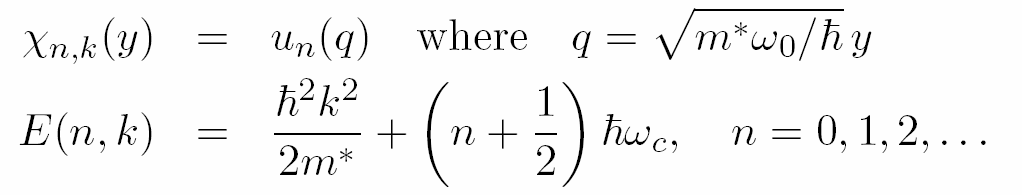 χ_{n,k}(y) = u_n(q) where q = √(m*ω_0/ħ) y
E(n, k) = ħ²k²/2m* + (n + 1/2) ħω_c, n = 0, 1, 2, . . .